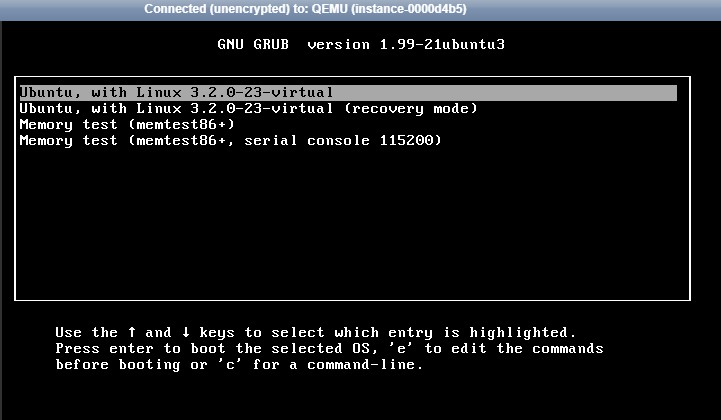 Connected (unencrypted) to: QEMU (instance-0000d4b5)
GNU GRUB version 1.99-21ubuntu3
Ubuntu, with Linux 3.2.0-23-virtual
Ubuntu, with Linux 3.2.0-23-virtual (recovery mode)
Memory test (memtest86+)
Memory test (memtest86+, serial console 115200)
Use the ↑ and ↓ keys to select which entry is highlighted.
Press enter to boot the selected OS, 'e' to edit the commands
before booting or 'c' for a command-line.